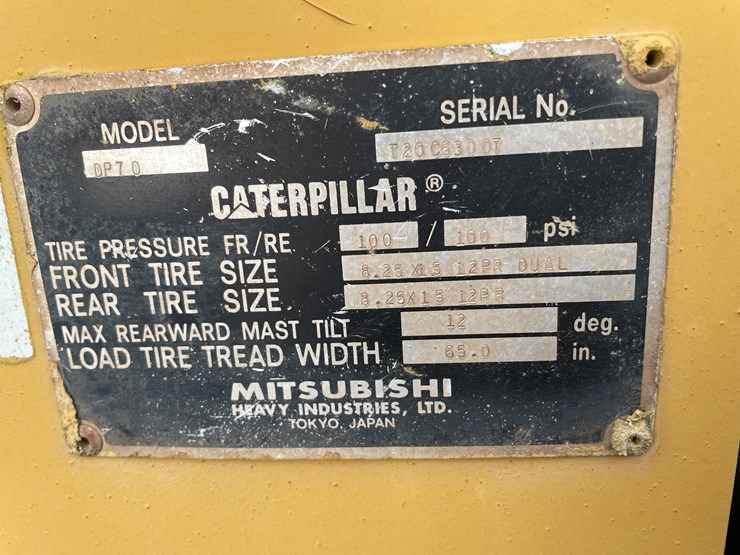 MODEL
DP70
SERIAL No.
T20C63007
CATERPILLAR®
TIRE PRESSURE FR/RE 100 / 100 psi
FRONT TIRE SIZE 8.25X15 12PR DUAL
REAR TIRE SIZE 8.25X15 12PR
MAX REARWARD MAST TILT 12 deg.
LOAD TIRE TREAD WIDTH 65.0 in.
MITSUBISHI
HEAVY INDUSTRIES, LTD.
TOKYO, JAPAN